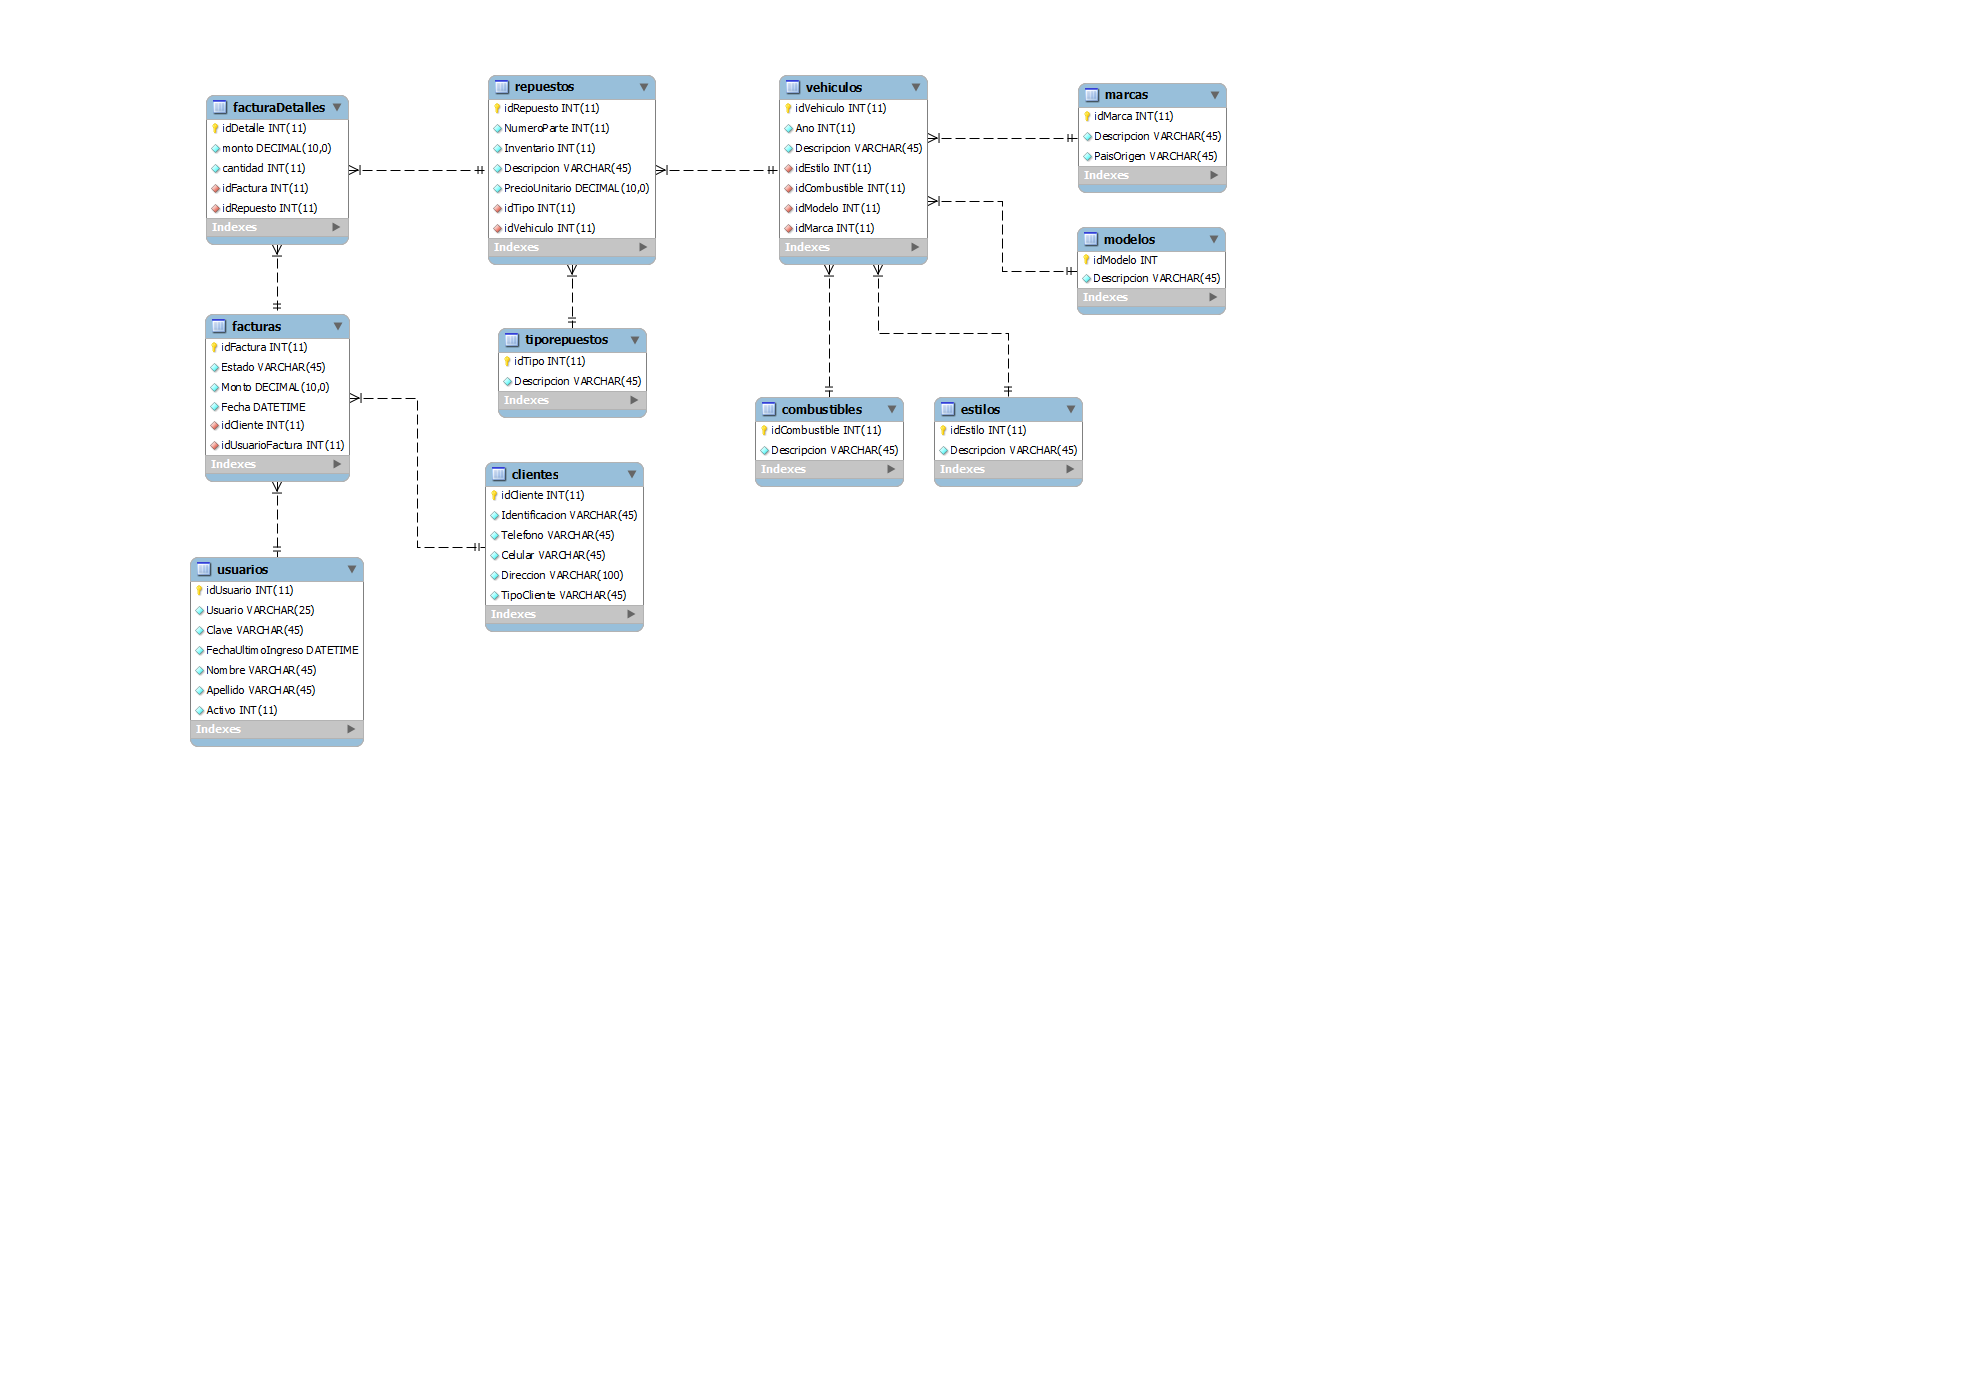 facturaDetalles
idDetalle INT(11)
monto DECIMAL(10,0)
cantidad INT(11)
idFactura INT(11)
idRepuesto INT(11)
Indexes
repuestos
idRepuesto INT(11)
NumeroParte INT(11)
Inventario INT(11)
Descripcion VARCHAR(45)
PrecioUnitario DECIMAL(10,0)
idTipo INT(11)
idVehiculo INT(11)
Indexes
vehiculos
idVehiculo INT(11)
Ano INT(11)
Descripcion VARCHAR(45)
idEstilo INT(11)
idCombustible INT(11)
idModelo INT(11)
idMarca INT(11)
Indexes
marcas
idMarca INT(11)
Descripcion VARCHAR(45)
PaisOrigen VARCHAR(45)
Indexes
modelos
idModelo INT
Descripcion VARCHAR(45)
Indexes
facturas
idFactura INT(11)
Estado VARCHAR(45)
Monto DECIMAL(10,0)
Fecha DATETIME
idCliente INT(11)
idUsuarioFactura INT(11)
Indexes
tiporepuestos
idTipo INT(11)
Descripcion VARCHAR(45)
Indexes
combustibles
idCombustible INT(11)
Descripcion VARCHAR(45)
Indexes
estilos
idEstilo INT(11)
Descripcion VARCHAR(45)
Indexes
clientes
idCliente INT(11)
Identificacion VARCHAR(45)
Telefono VARCHAR(45)
Celular VARCHAR(45)
Direccion VARCHAR(100)
TipoCliente VARCHAR(45)
Indexes
usuarios
idUsuario INT(11)
Usuario VARCHAR(25)
Clave VARCHAR(45)
FechaUltimoIngreso DATETIME
Nombre VARCHAR(45)
Apellido VARCHAR(45)
Activo INT(11)
Indexes